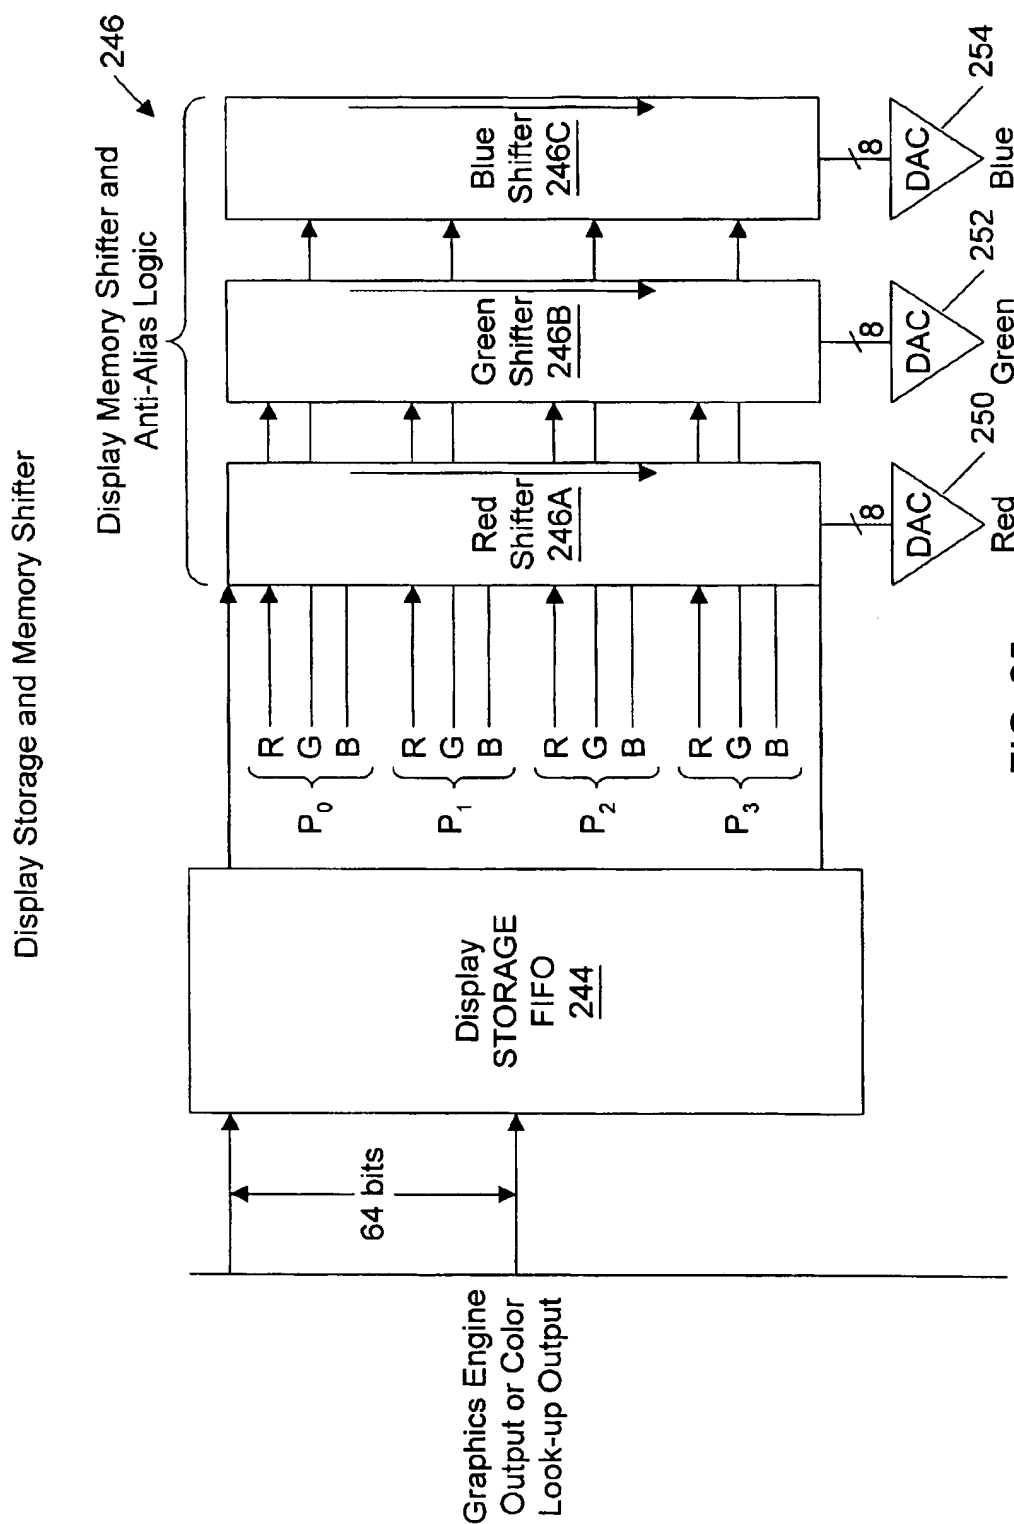 Display Storage and Memory Shifter
Display Memory Shifter and
Anti-Alias Logic
246
Graphics Engine
Output or Color
Look-up Output
64 bits
Display
STORAGE
FIFO
244
P0
R
G
B
P1
R
G
B
P2
R
G
B
P3
R
G
B
Red
Shifter
246A
Green
Shifter
246B
Blue
Shifter
246C
8
8
8
DAC
DAC
DAC
250
252
254
Red
Green
Blue